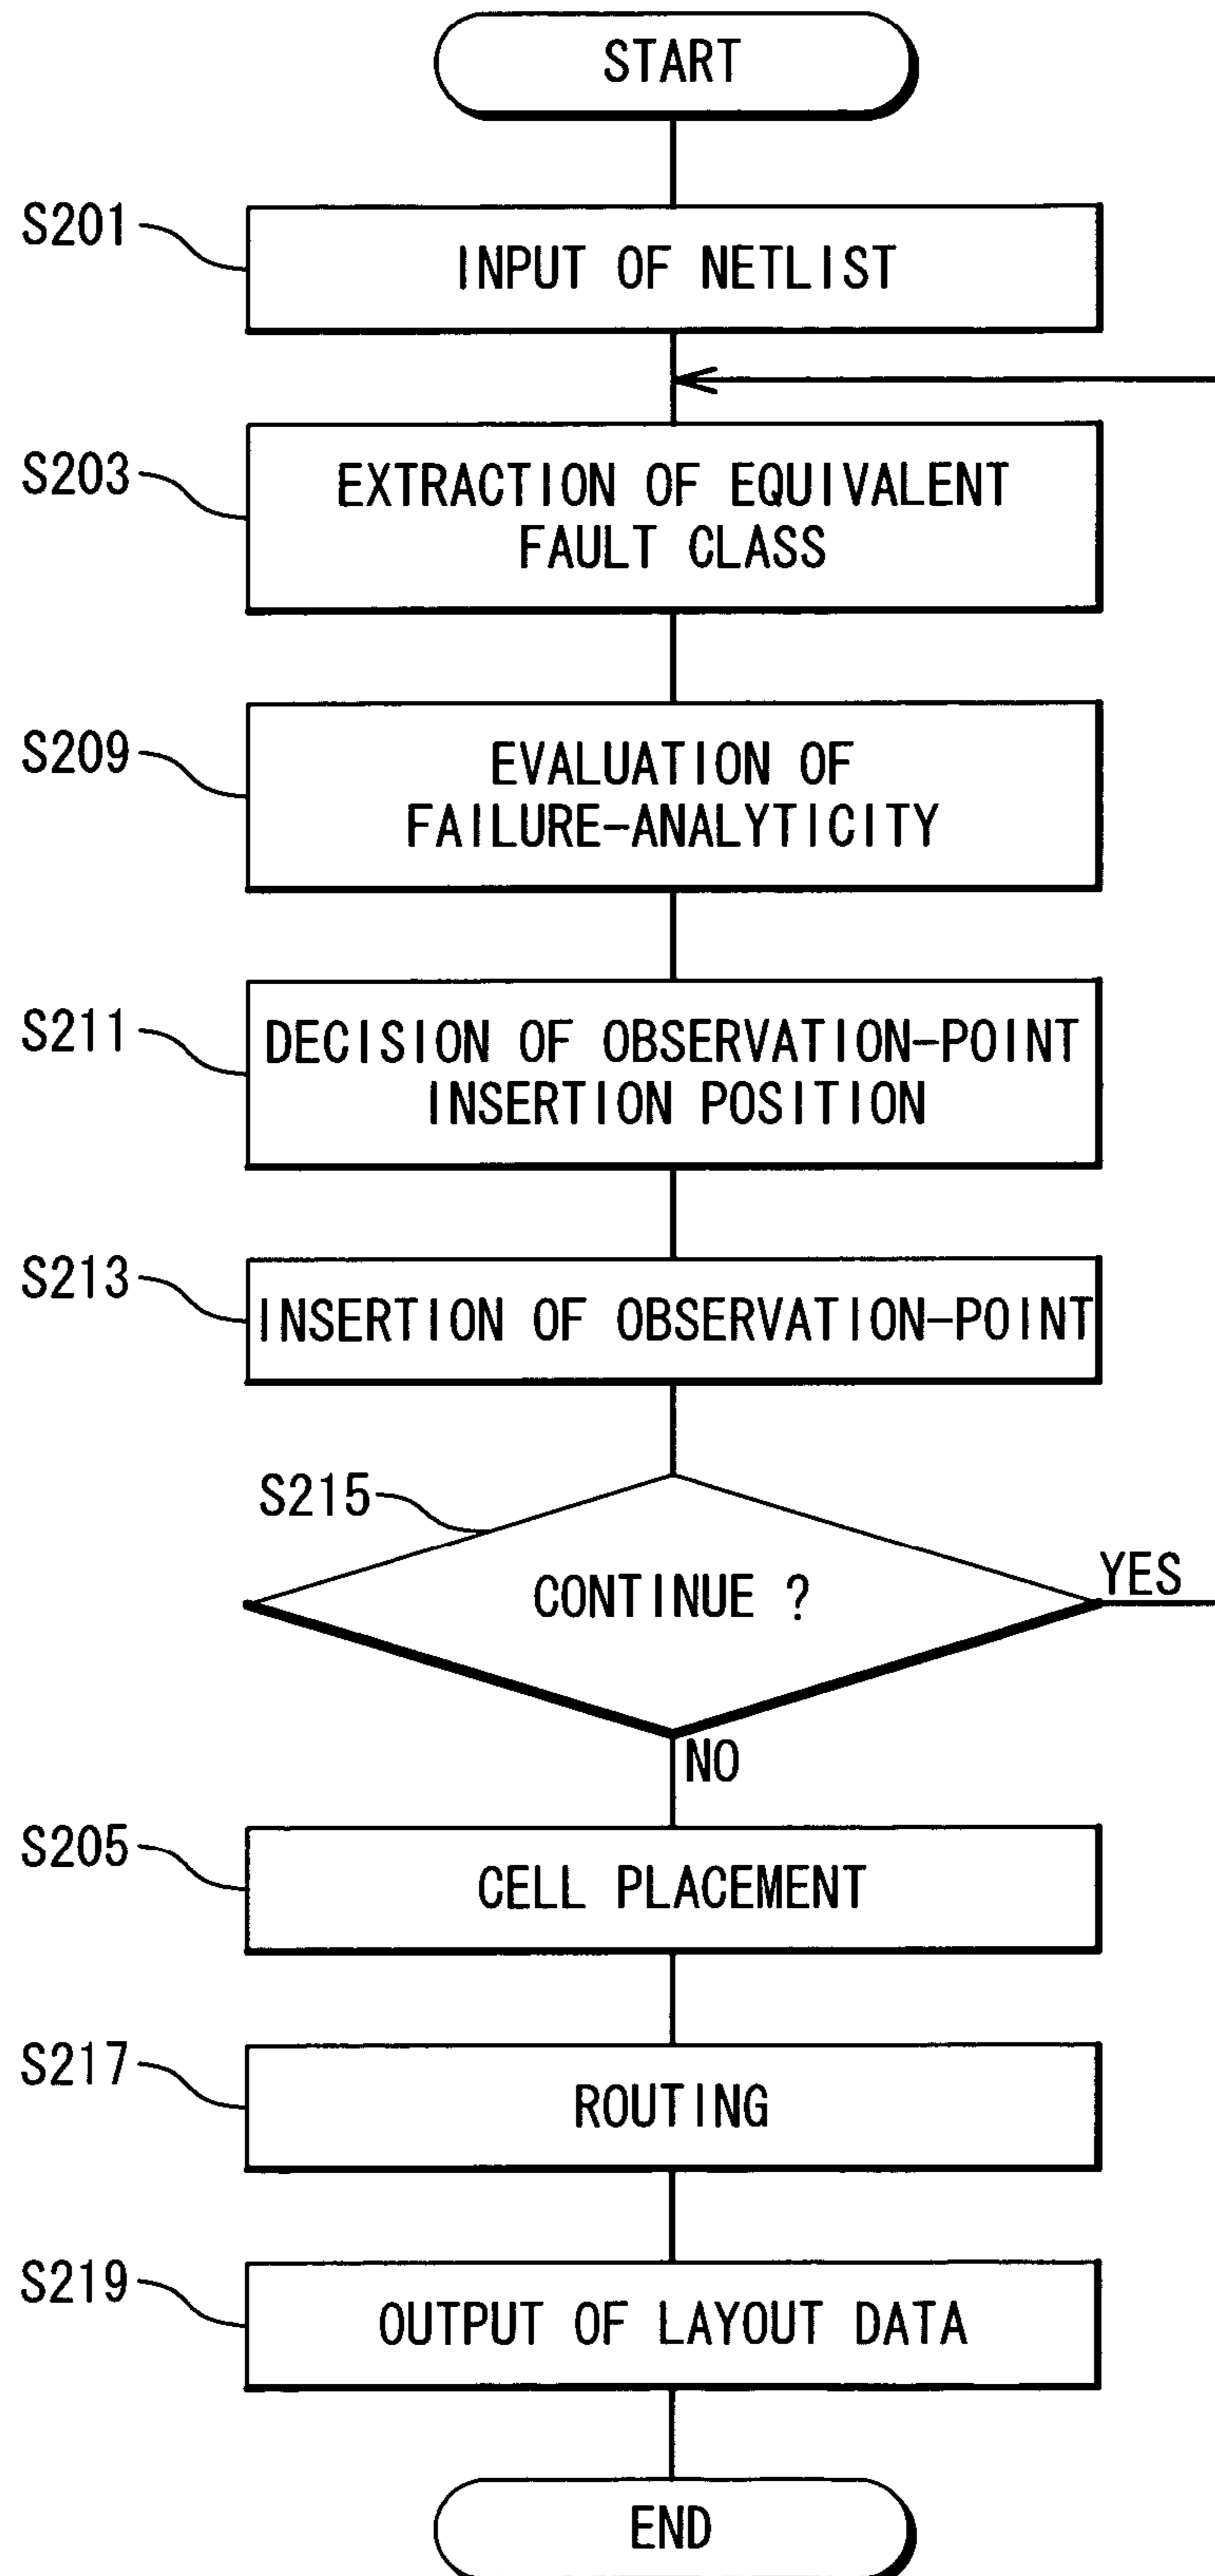 START
S201
INPUT OF NETLIST
S203
EXTRACTION OF EQUIVALENT
FAULT CLASS
S209
EVALUATION OF
FAILURE-ANALYTICITY
S211
DECISION OF OBSERVATION-POINT
INSERTION POSITION
S213
INSERTION OF OBSERVATION-POINT
S215
CONTINUE ?
YES
NO
S205
CELL PLACEMENT
S217
ROUTING
S219
OUTPUT OF LAYOUT DATA
END